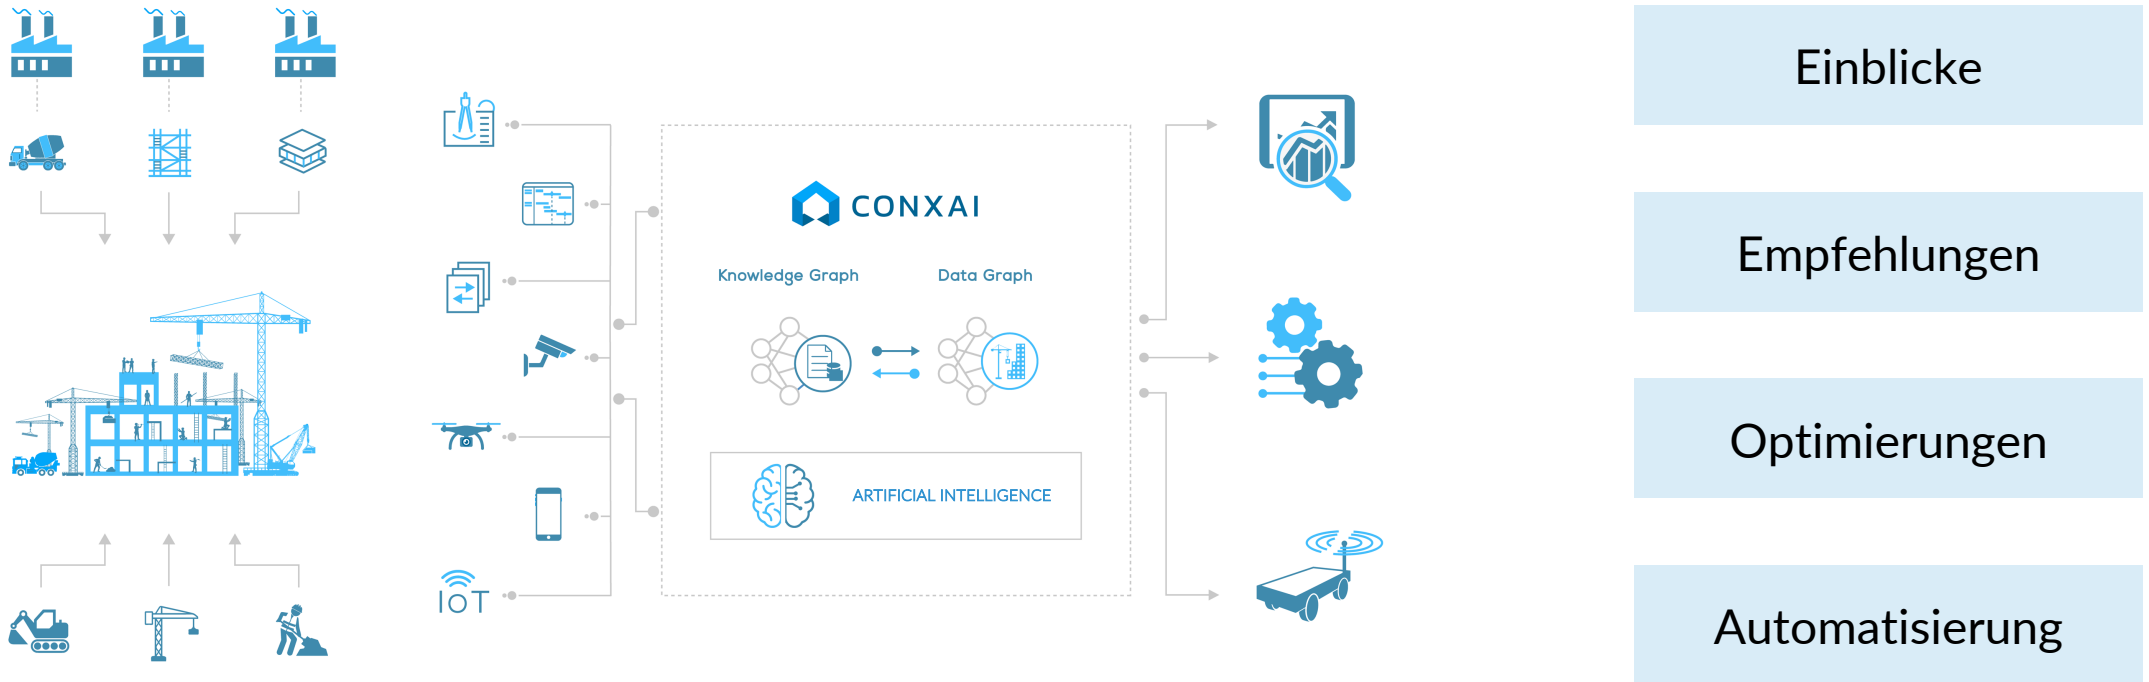 CONXAI
Knowledge Graph
Data Graph
ARTIFICIAL INTELLIGENCE
IoT
Einblicke
Empfehlungen
Optimierungen
Automatisierung